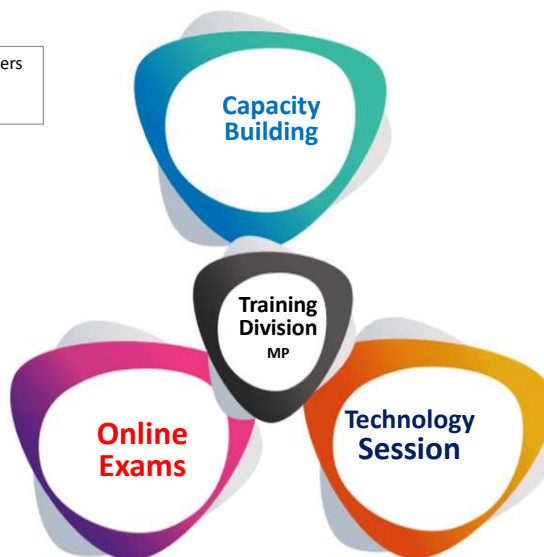 ers
Capacity
Building
Training
Division
MP
Online
Exams
Technology
Session